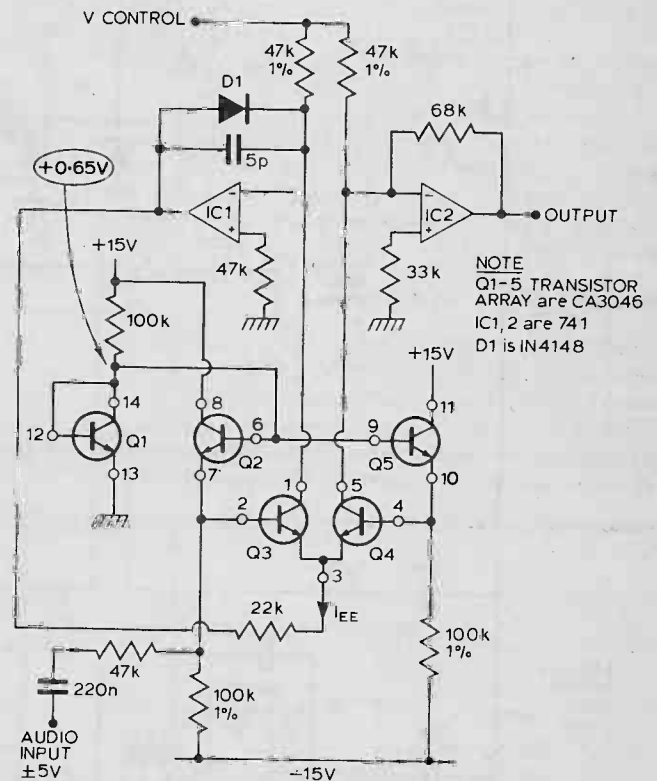 V CONTROL
47k
1%
47k
1%
D1
68k
5p
+0·65V
IC1
−
+
IC2
−
+
OUTPUT
+15V
47k
33k
NOTE
Q1-5 TRANSISTOR
ARRAY are CA3046
IC1, 2 are 741
D1 is IN4148
100k
+15V
14
8
11
12
Q1
6
Q2
9
Q5
13
7
1
5
10
2
Q3
4
Q4
3
22k
IEE
47k
100k
1%
220n
100k
1%
AUDIO
INPUT
±5V
−15V